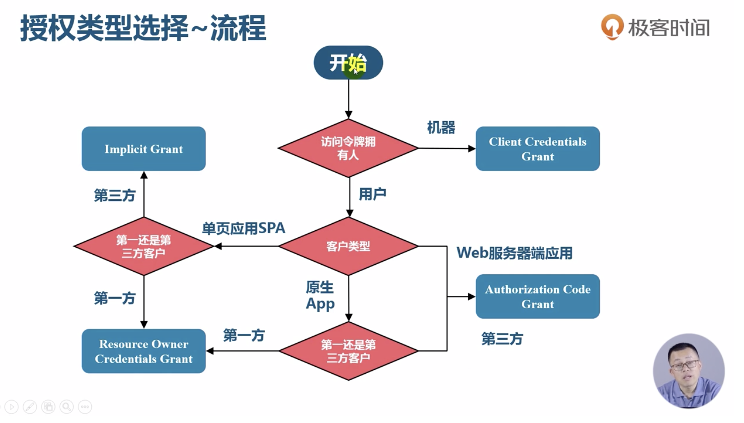 授权类型选择~流程
极客时间
开始
机器
访问令牌拥
有人
Client Credentials
Grant
Implicit Grant
用户
第三方
单页应用SPA
第一还是第
三方客户
客户类型
Web服务器端应用
第一方
原生
App
Authorization Code
Grant
Resource Owner
Credentials Grant
第一方
第一还是第
三方客户
第三方